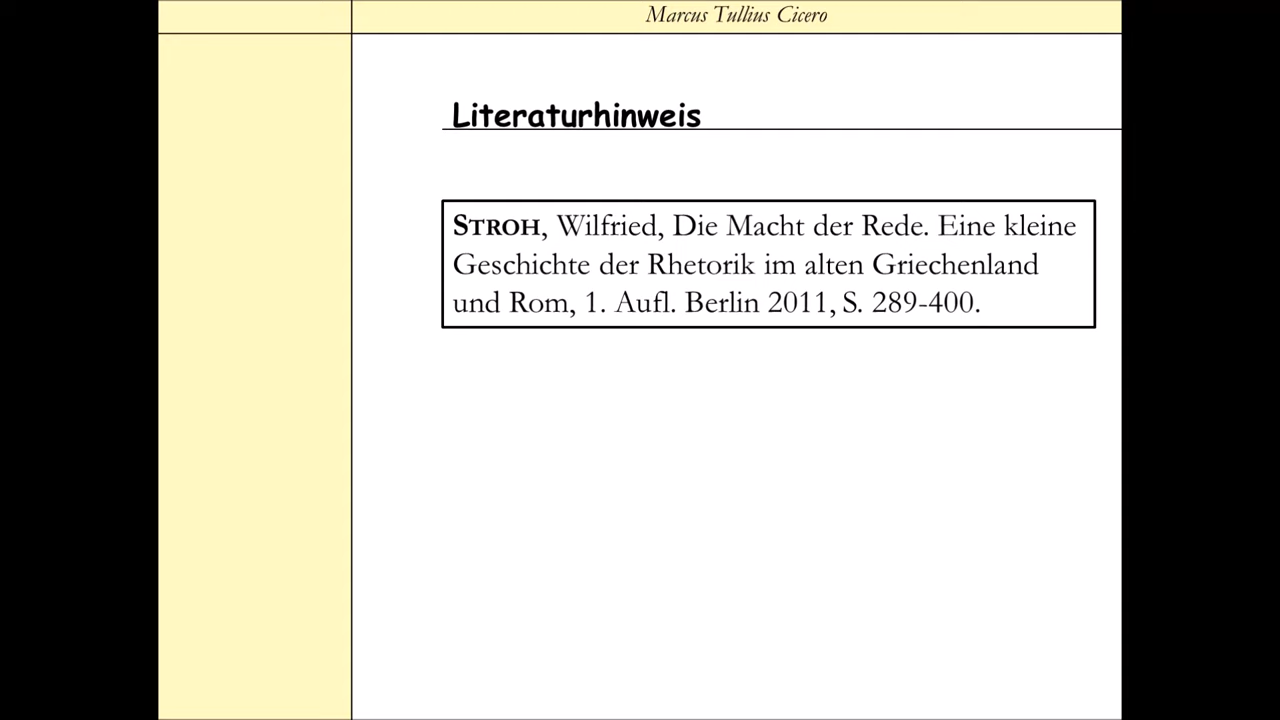 Marcus Tullius Cicero
Literaturhinweis
STROH, Wilfried, Die Macht der Rede. Eine kleine
Geschichte der Rhetorik im alten Griechenland
und Rom, 1. Aufl. Berlin 2011, S. 289-400.